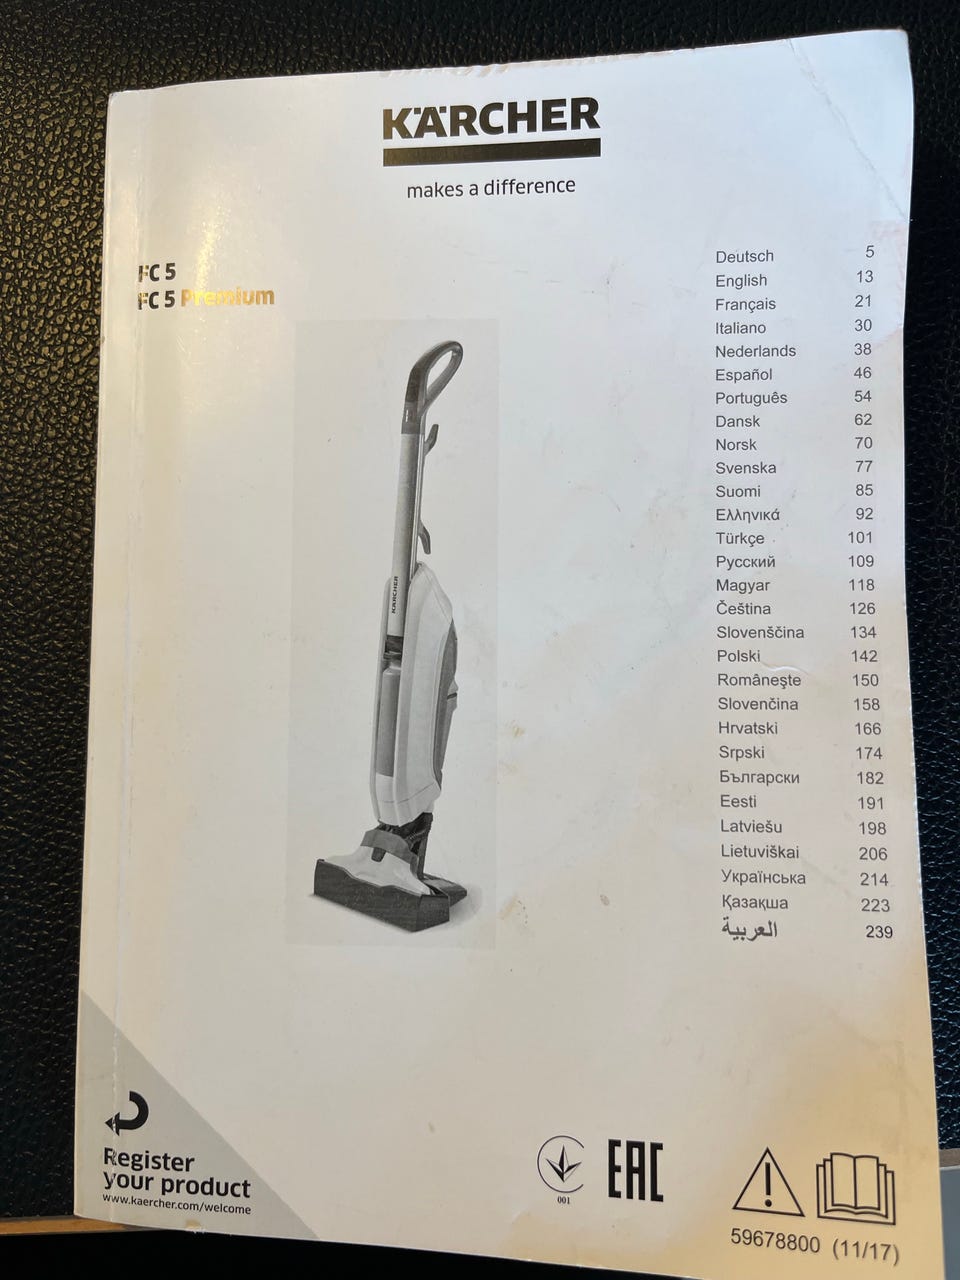 KÄRCHER
makes a difference
FC 5
FC 5 Premium
Deutsch 5
English 13
Français 21
Italiano 30
Nederlands 38
Español 46
Português 54
Dansk 62
Norsk 70
Svenska 77
Suomi 85
Ελληνικά 92
Türkçe 101
Русский 109
Magyar 118
Čeština 126
Slovenščina 134
Polski 142
Româneşte 150
Slovenčina 158
Hrvatski 166
Srpski 174
Български 182
Eesti 191
Latviešu 198
Lietuviškai 206
Українська 214
Қазақша 223
العربية 239
KÄRCHER
Register
your product
www.kaercher.com/welcome
001
EAC
59678800 (11/17)